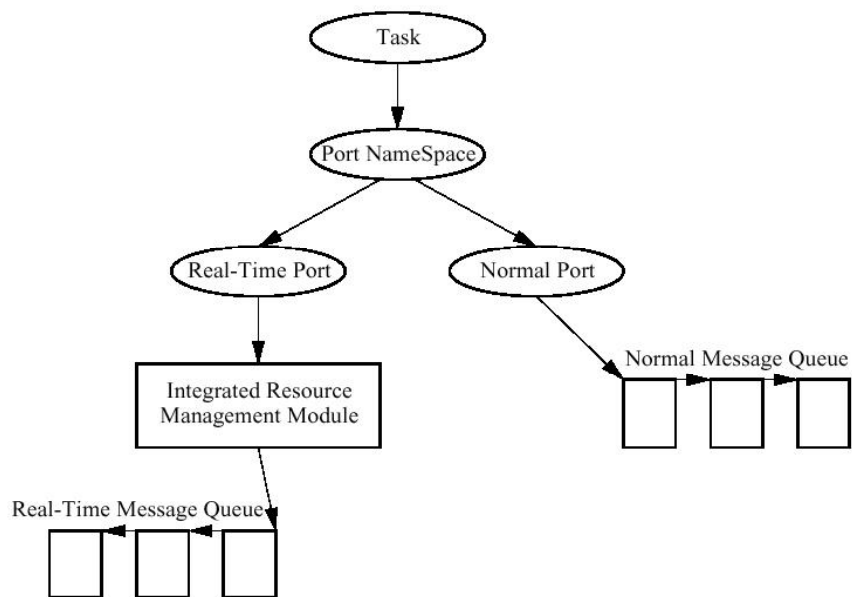 Task
Port NameSpace
Real-Time Port
Normal Port
Normal Message Queue
Integrated Resource
Management Module
Real-Time Message Queue